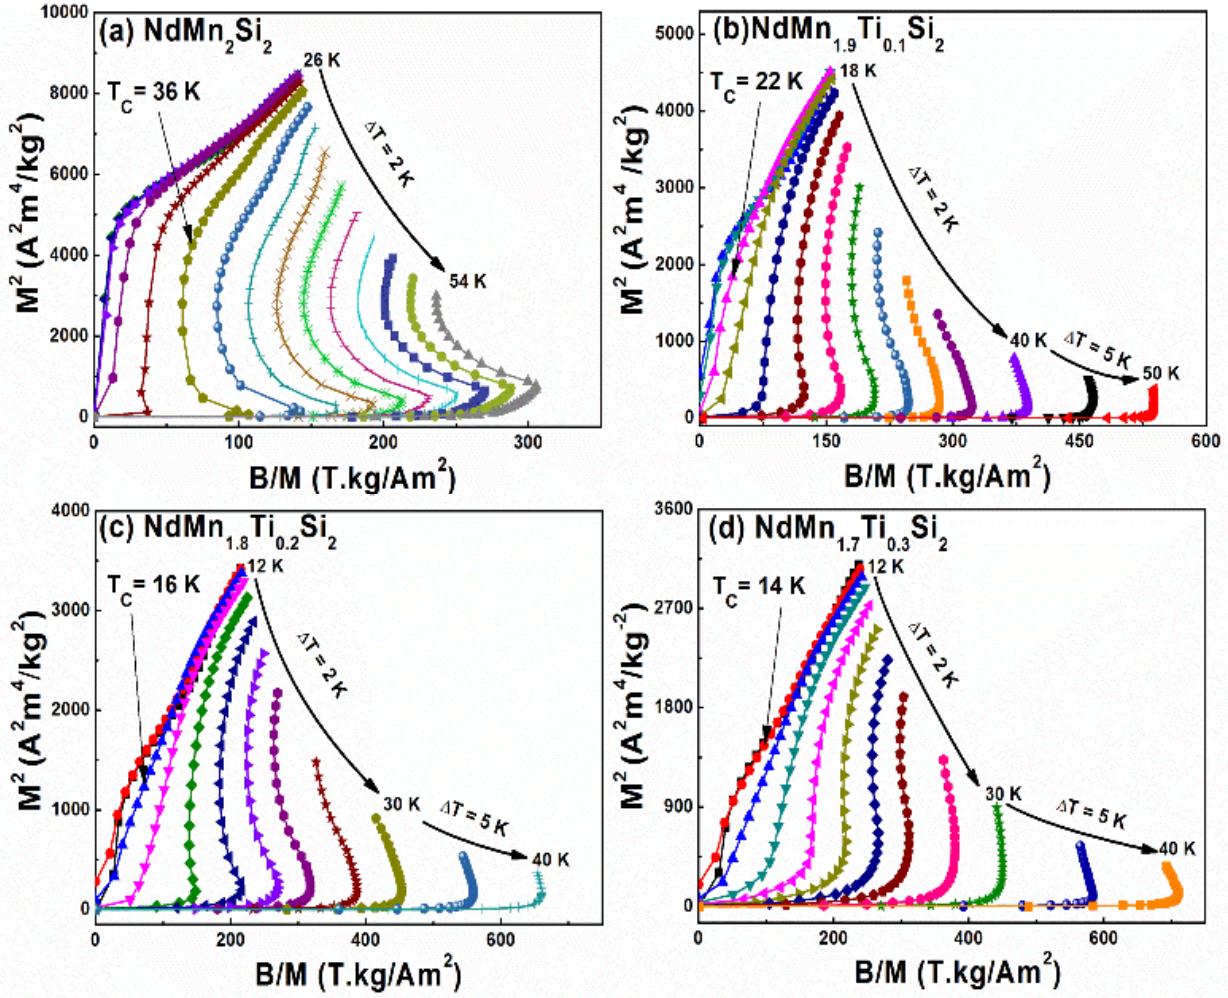 (a) NdMn₂Si₂
26 K
T_C = 36 K
ΔT = 2 K
54 K
10000
8000
6000
4000
2000
0
M² (A²m⁴/kg²)
0 100 200 300
B/M (T.kg/Am²)
(b)NdMn₁.₉Ti₀.₁Si₂
18 K
T_C= 22 K
ΔT = 2 K
40 K
ΔT = 5 K
50 K
5000
4000
3000
2000
1000
0
M² (A²m⁴/kg²)
0 150 300 450 600
B/M (T.kg/Am²)
(c) NdMn₁.₈Ti₀.₂Si₂
12 K
T_C= 16 K
ΔT = 2 K
30 K
ΔT = 5 K
40 K
4000
3000
2000
1000
0
M² (A²m⁴/kg²)
0 200 400 600
B/M (T.kg/Am²)
(d) NdMn₁.₇Ti₀.₃Si₂
12 K
T_C= 14 K
ΔT = 2 K
30 K
ΔT = 5 K
40 K
3600
2700
1800
900
0
M² (A²m⁴/kg⁻²)
0 200 400 600
B/M (T.kg/Am²)